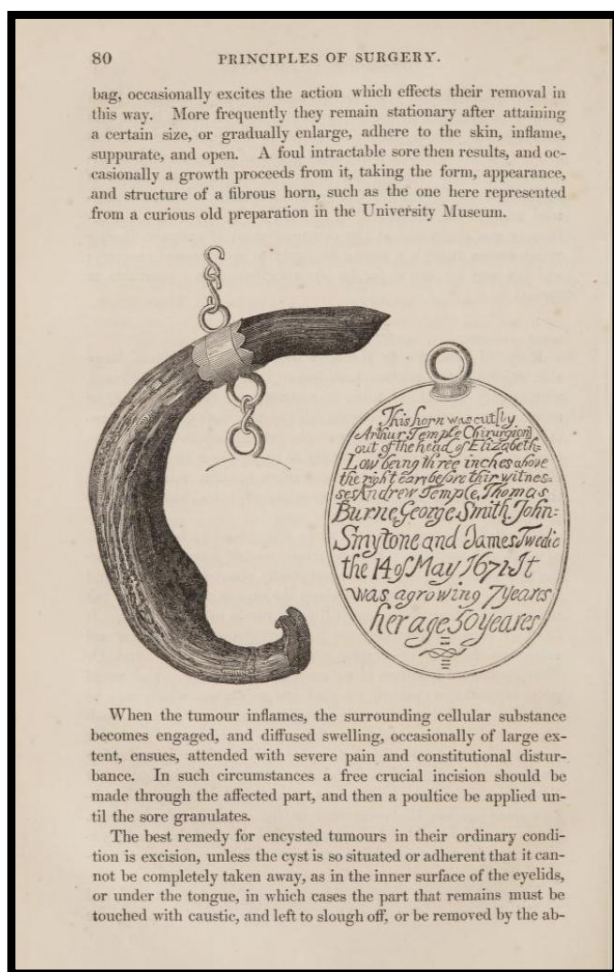 80
PRINCIPLES OF SURGERY.
bag, occasionally excites the action which effects their removal in
this way. More frequently they remain stationary after attaining
a certain size, or gradually enlarge, adhere to the skin, inflame,
suppurate, and open. A foul intractable sore then results, and oc-
casionally a growth proceeds from it, taking the form, appearance,
and structure of a fibrous horn, such as the one here represented
from a curious old preparation in the University Museum.
This horn was cut by
Arthur Temple Chirurgion
out of the head of Elizabeth-
Low being three inches above
the right ear before thir witnes-
ses Andrew Temple, Thomas
Burne, George Smith, John-
Smytone and James Twedie
the 14 of May 1671. It
was a growing 7 yeares
her age 50 yeares
When the tumour inflames, the surrounding cellular substance
becomes engaged, and diffused swelling, occasionally of large ex-
tent, ensues, attended with severe pain and constitutional distur-
bance. In such circumstances a free crucial incision should be
made through the affected part, and then a poultice be applied un-
til the sore granulates.
The best remedy for encysted tumours in their ordinary condi-
tion is excision, unless the cyst is so situated or adherent that it can-
not be completely taken away, as in the inner surface of the eyelids,
or under the tongue, in which cases the part that remains must be
touched with caustic, and left to slough off, or be removed by the ab-